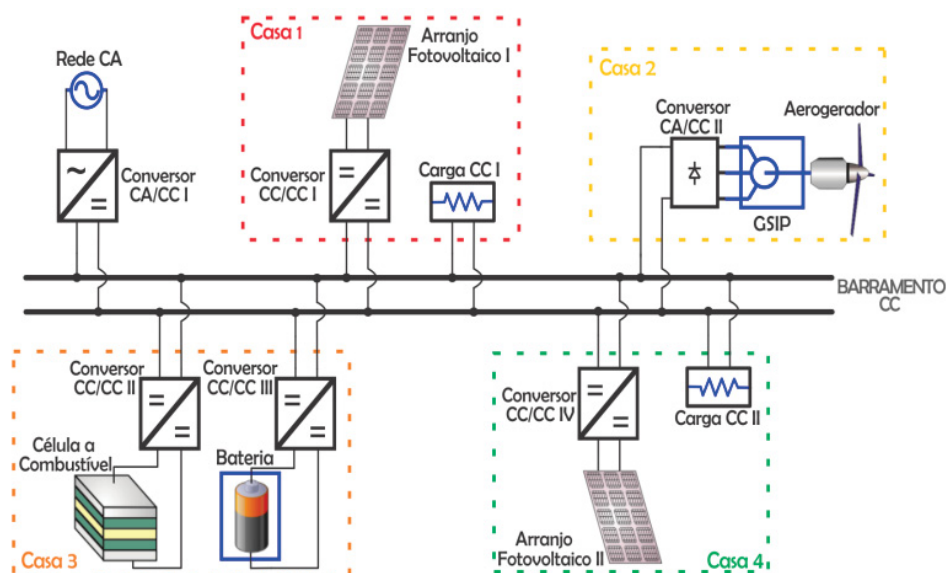 Rede CA
Conversor
CA/CC I
Casa 1
Arranjo
Fotovoltaico I
Conversor
CC/CC I
Carga CC I
Casa 2
Conversor
CA/CC II
Aerogerador
GSIP
BARRAMENTO
CC
Conversor
CC/CC II
Conversor
CC/CC III
Célula a
Combustível
Bateria
Casa 3
Conversor
CC/CC IV
Carga CC II
Arranjo
Fotovoltaico II
Casa 4